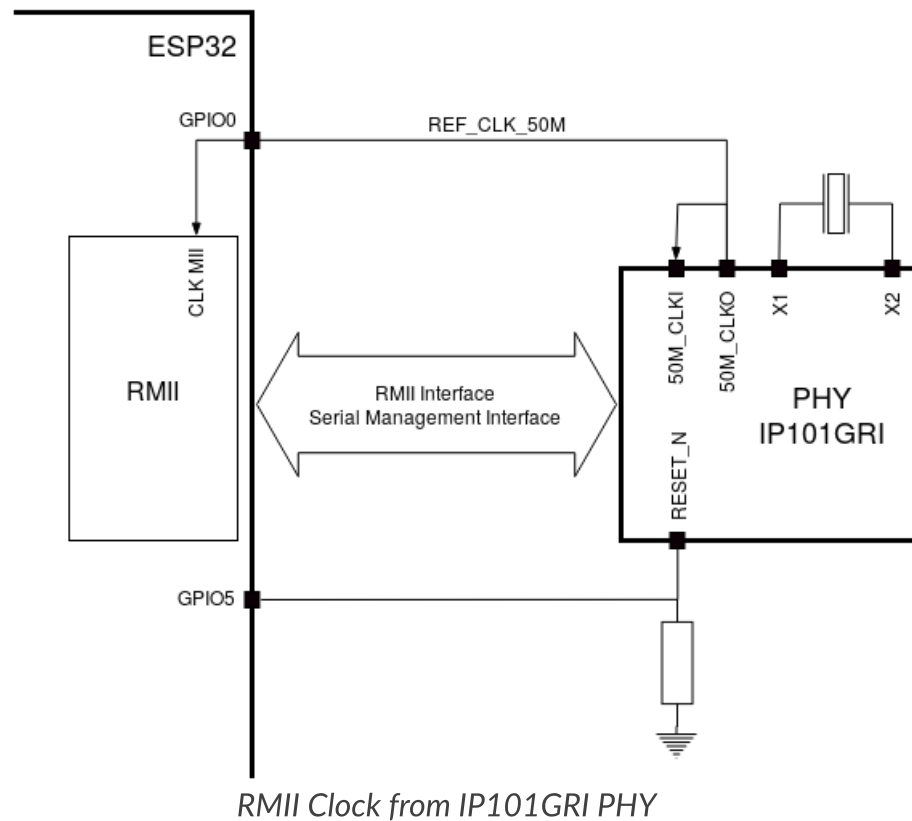 ESP32
GPIO0
REF_CLK_50M
CLK MII
50M_CLKI
50M_CLKO
X1
X2
RMII
RMII Interface
Serial Management Interface
PHY
IP101GRI
RESET_N
GPIO5
RMII Clock from IP101GRI PHY